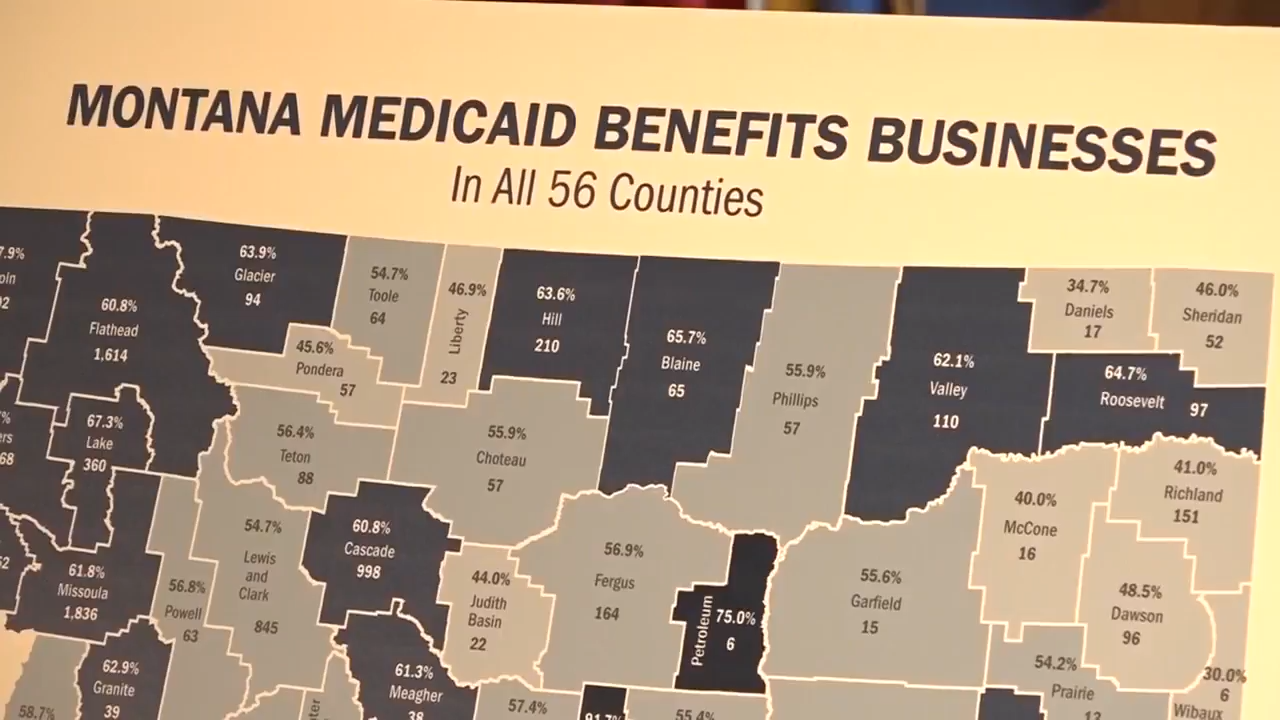 MONTANA MEDICAID BENEFITS BUSINESSES
In All 56 Counties
63.9%
Glacier
94
54.7%
Toole
64
46.9%
Liberty
23
63.6%
Hill
210
65.7%
Blaine
65
55.9%
Phillips
57
62.1%
Valley
110
34.7%
Daniels
17
46.0%
Sheridan
52
60.8%
Flathead
1,614
45.6%
Pondera
57
64.7%
Roosevelt
97
67.3%
Lake
360
56.4%
Teton
88
55.9%
Choteau
57
41.0%
Richland
151
40.0%
McCone
16
54.7%
Lewis
and
Clark
845
60.8%
Cascade
998
44.0%
Judith
Basin
22
56.9%
Fergus
164
Petroleum
75.0%
6
55.6%
Garfield
15
48.5%
Dawson
96
61.8%
Missoula
1,836
56.8%
Powell
63
62.9%
Granite
39
61.3%
Meagher
38
54.2%
Prairie
30.0%
6
Wibaux
58.7%
57.4%
55.4%